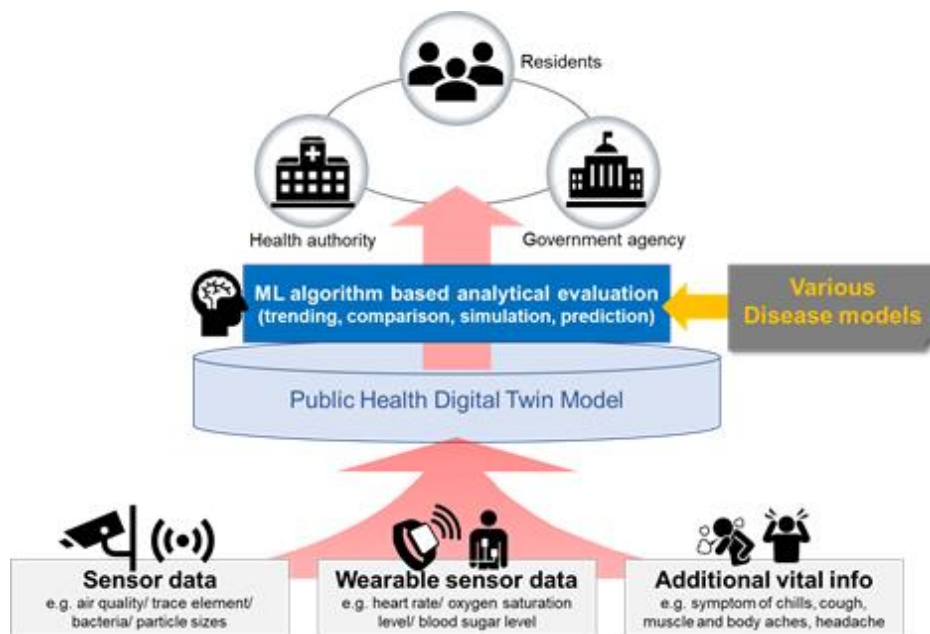 Residents
Health authority
Government agency
ML algorithm based analytical evaluation
(trending, comparison, simulation, prediction)
Various
Disease models
Public Health Digital Twin Model
Sensor data
e.g. air quality/ trace element/
bacteria/ particle sizes
Wearable sensor data
e.g. heart rate/ oxygen saturation
level/ blood sugar level
Additional vital info
e.g. symptom of chills, cough,
muscle and body aches, headache